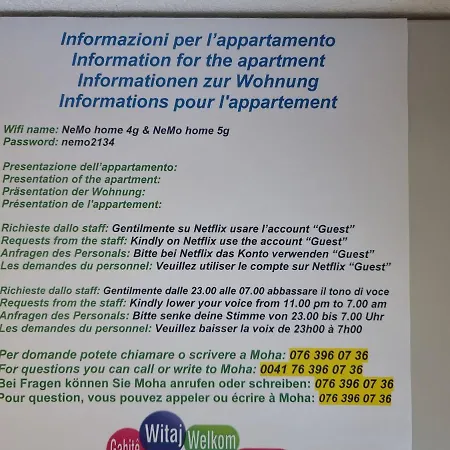 Informazioni per l'appartamento
Information for the apartment
Informationen zur Wohnung
Informations pour l'appartement
Wifi name: NeMo home 4g & NeMo home 5g
Password: nemo2134
Presentazione dell'appartamento:
Presentation of the apartment:
Präsentation der Wohnung:
Présentation de l'appartement:
Richieste dallo staff: Gentilmente su Netflix usare l'account “Guest”
Requests from the staff: Kindly on Netflix use the account “Guest”
Anfragen des Personals: Bitte bei Netflix das Konto verwenden “Guest”
Les demandes du personnel: Veuillez utiliser le compte sur Netflix “Guest”
Richieste dallo staff: Gentilmente dalle 23.00 alle 07.00 abbassare il tono di voce
Requests from the staff: Kindly lower your voice from 11.00 pm to 7.00 am
Anfragen des Personals: Bitte senke deine Stimme von 23.00 bis 7.00 Uhr
Les demandes du personnel: Veuillez baisser la voix de 23h00 à 7h00
Per domande potete chiamare o scrivere a Moha: 076 396 07 36
For questions you can call or write to Moha: 0041 76 396 07 36
Bei Fragen können Sie Moha anrufen oder schreiben: 076 396 07 36
Pour question, vous pouvez appeler ou écrire à Moha: 076 396 07 36
Witaj
Welkom
Gabitê